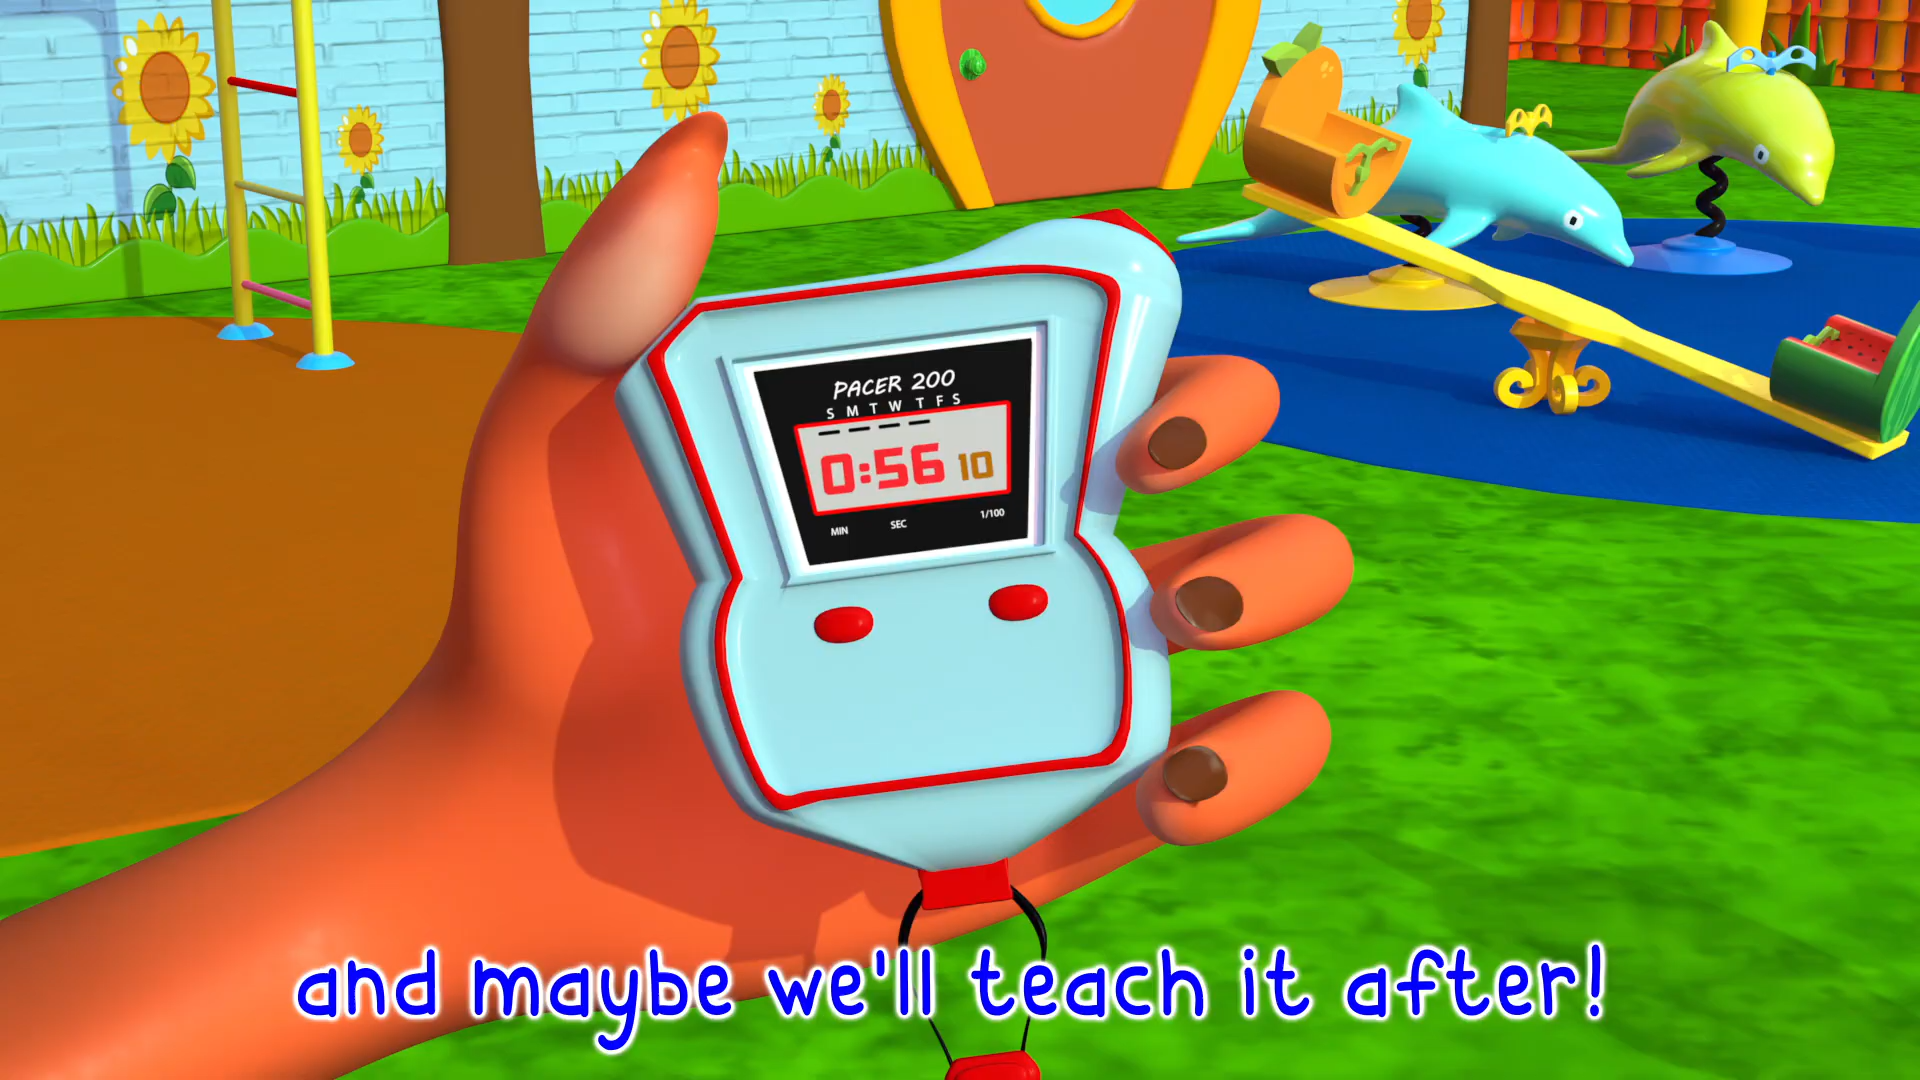 PACER 200
S M T W T F S
0:56 10
MIN SEC 1/100
and maybe we'll teach it after!